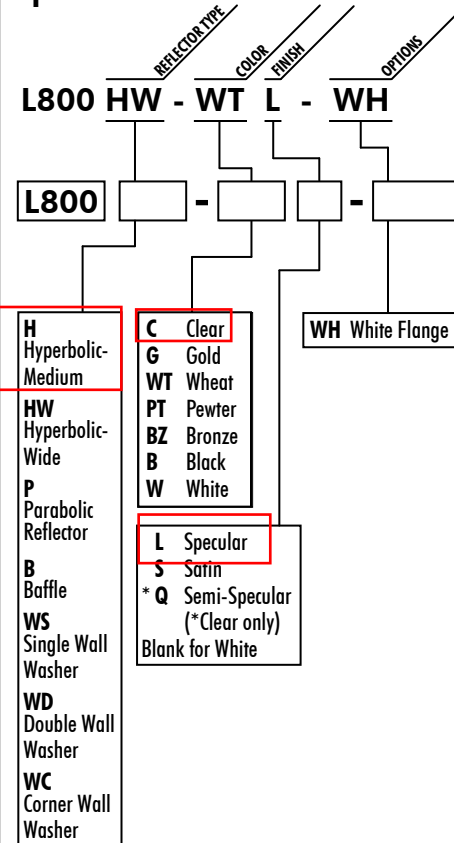 REFLECTOR TYPE
COLOR
FINISH
OPTIONS
L800 HW - WT L - WH
L800 - -
H
Hyperbolic-
Medium
HW
Hyperbolic-
Wide
P
Parabolic
Reflector
B
Baffle
WS
Single Wall
Washer
WD
Double Wall
Washer
WC
Corner Wall
Washer
C Clear
G Gold
WT Wheat
PT Pewter
BZ Bronze
B Black
W White
L Specular
S Satin
* Q Semi-Specular
(*Clear only)
Blank for White
WH White Flange